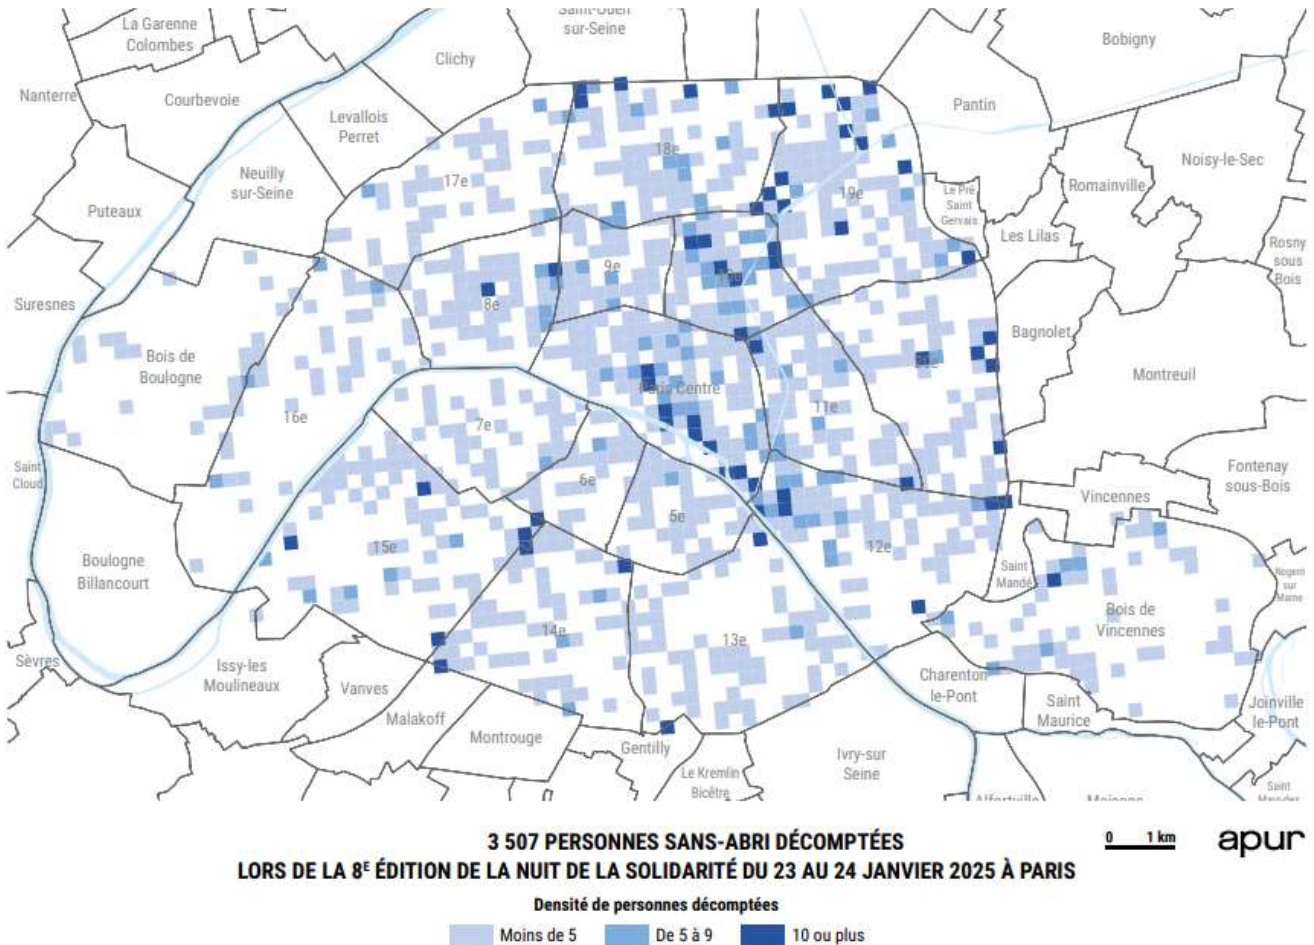 La Garenne
Colombes
Saint-Ouen
sur-Seine
Clichy
Bobigny
Nanterre
Courbevoie
Levallois
Perret
Pantin
Noisy-le-Sec
Neuilly
sur-Seine
18e
17e
19e
Le Pré
Saint
Gervais
Romainville
Puteaux
Les Lilas
Rosny
sous
Bois
9e
Suresnes
8e
Bagnolet
Bois de
Boulogne
Montreuil
Paris Centre
16e
7e
11e
Saint
Cloud
6e
Fontenay
sous-Bois
Vincennes
5e
15e
12e
Boulogne
Billancourt
Saint
Mandé
Nogent
sur
Marne
Bois de
Vincennes
14e
13e
Sèvres
Issy-les
Moulineaux
Vanves
Charenton
le-Pont
Saint
Maurice
Joinville
le-Pont
Malakoff
Montrouge
Gentilly
Le Kremlin
Bicêtre
Ivry-sur
Seine
Alfortville
Saint
3 507 PERSONNES SANS-ABRI DÉCOMPTÉES
0 1 km
apur
LORS DE LA 8E ÉDITION DE LA NUIT DE LA SOLIDARITÉ DU 23 AU 24 JANVIER 2025 À PARIS
Densité de personnes décomptées
Moins de 5
De 5 à 9
10 ou plus